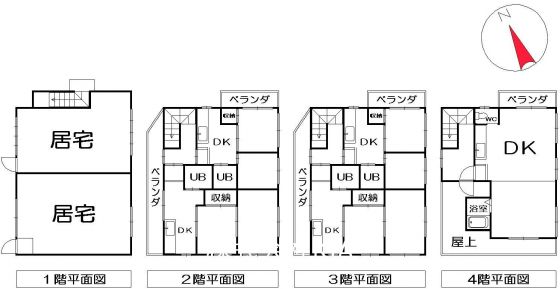 N
居宅
居宅
1階平面図
ベランダ
収納
DK
UB
UB
収納
ベランダ
DK
2階平面図
ベランダ
収納
DK
UB
UB
収納
ベランダ
DK
3階平面図
ベランダ
WC
DK
浴室
屋上
4階平面図